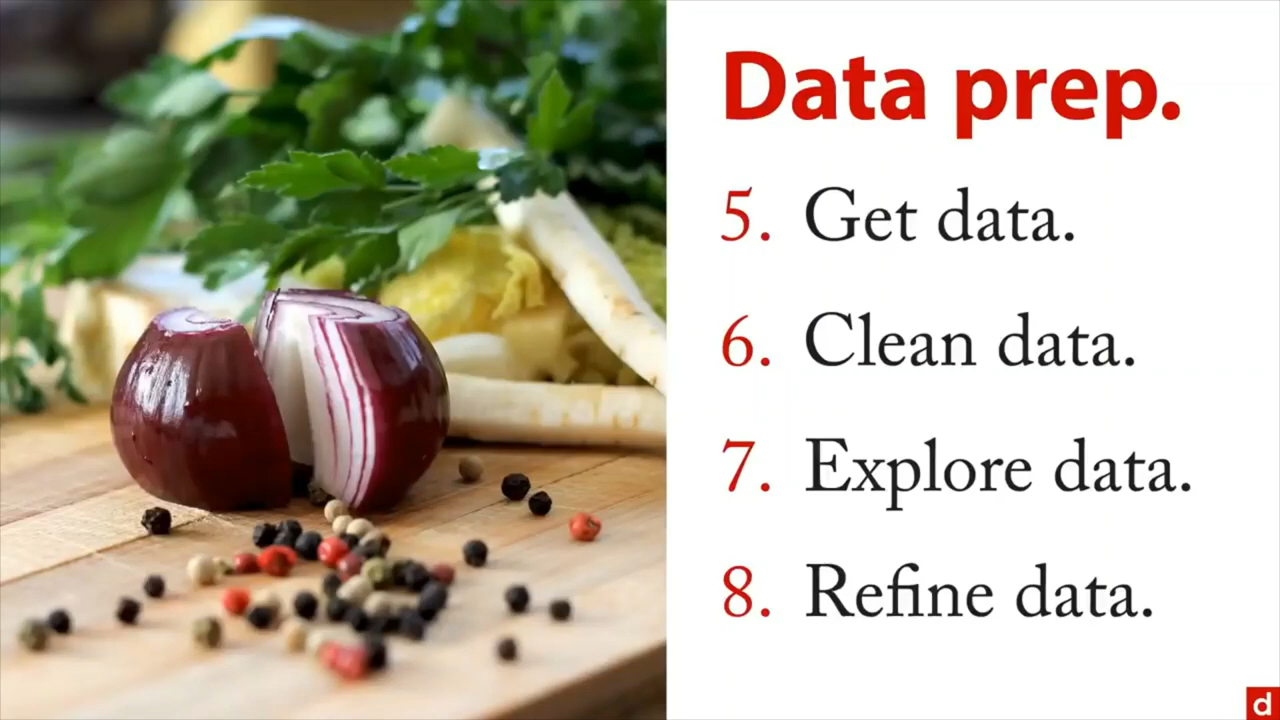 Data prep.
5. Get data.
6. Clean data.
7. Explore data.
8. Refine data.
d